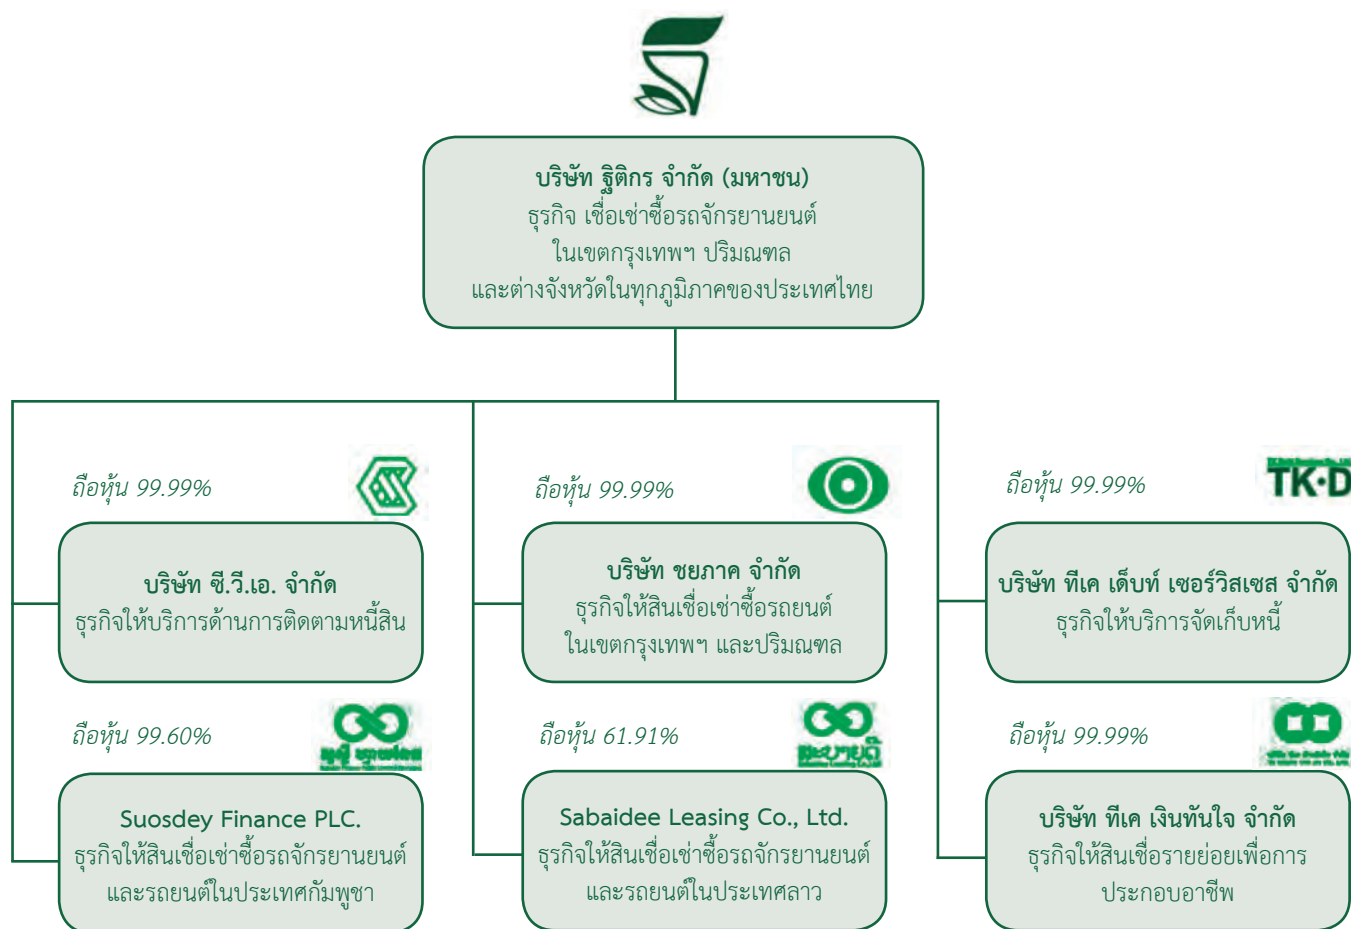 บริษัท ฐิติกร จำกัด (มหาชน)
ธุรกิจ เชื่อเช่าซื้อรถจักรยานยนต์
ในเขตกรุงเทพฯ ปริมณฑล
และต่างจังหวัดในทุกภูมิภาคของประเทศไทย
ถือหุ้น 99.99%
บริษัท ซี.วี.เอ. จำกัด
ธุรกิจให้บริการด้านการติดตามหนี้สิน
ถือหุ้น 99.99%
บริษัท ชยภาค จำกัด
ธุรกิจให้สินเชื่อเช่าซื้อรถยนต์
ในเขตกรุงเทพฯ และปริมณฑล
ถือหุ้น 99.99%
TK•D
บริษัท ทีเค เด็บท์ เซอร์วิสเซส จำกัด
ธุรกิจให้บริการจัดเก็บหนี้
ถือหุ้น 99.60%
Suosdey Finance PLC.
ธุรกิจให้สินเชื่อเช่าซื้อรถจักรยานยนต์
และรถยนต์ในประเทศกัมพูชา
ถือหุ้น 61.91%
ສະບາຍດີ
Sabaidee Leasing Co., Ltd.
ธุรกิจให้สินเชื่อเช่าซื้อรถจักรยานยนต์
และรถยนต์ในประเทศลาว
ถือหุ้น 99.99%
บริษัท ทีเค เงินทันใจ จำกัด
ธุรกิจให้สินเชื่อรายย่อยเพื่อการ
ประกอบอาชีพ